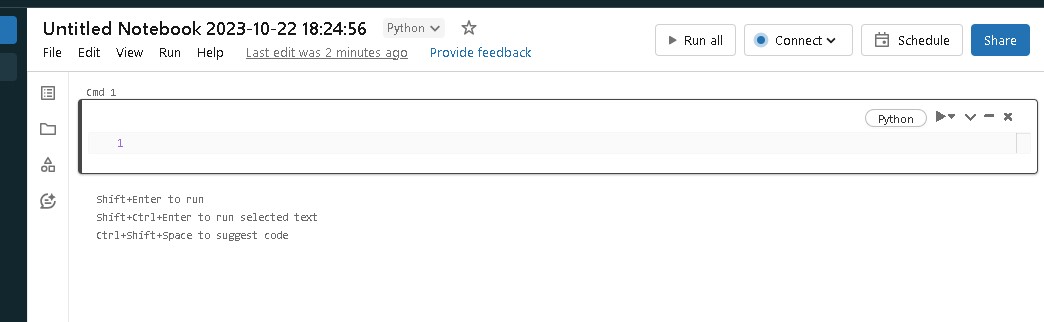 Untitled Notebook 2023-10-22 18:24:56 Python
File Edit View Run Help Last edit was 2 minutes ago Provide feedback
Run all Connect Schedule Share
Cmd 1
Python
1
Shift+Enter to run
Shift+Ctrl+Enter to run selected text
Ctrl+Shift+Space to suggest code